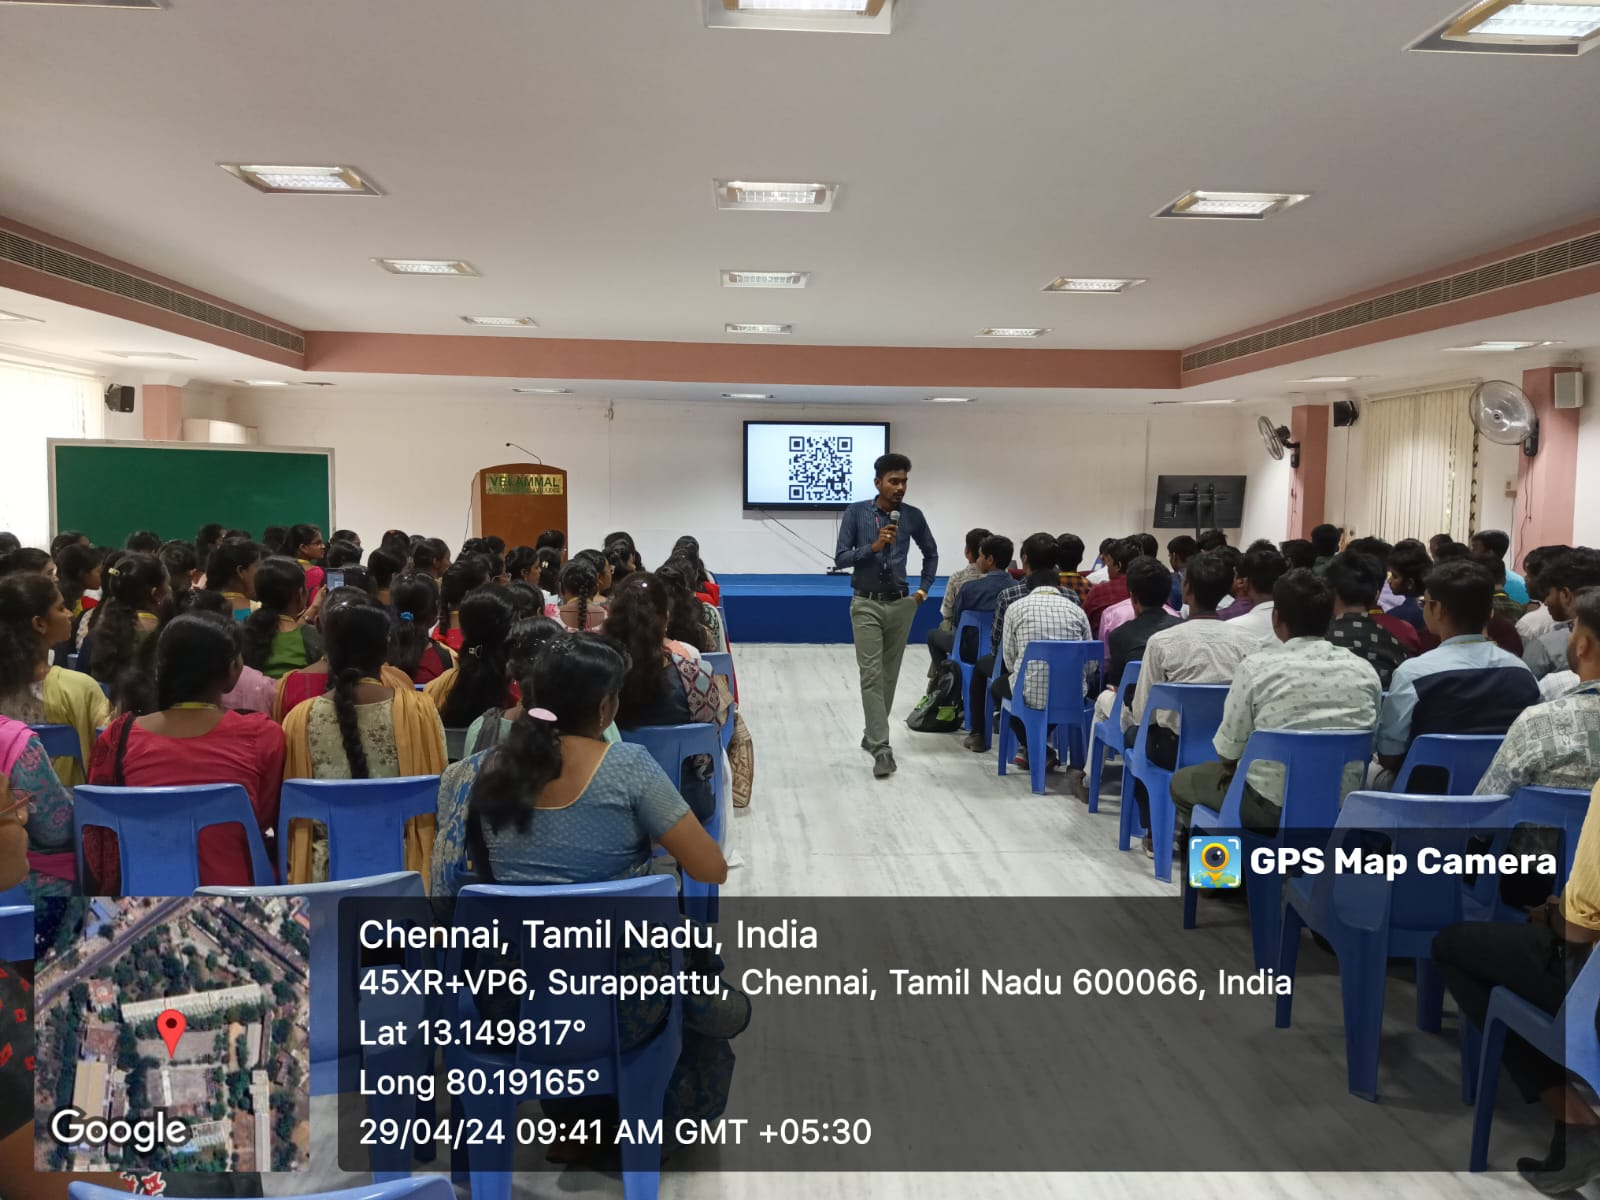 VELAMMAL
GPS Map Camera
Chennai, Tamil Nadu, India
45XR+VP6, Surappattu, Chennai, Tamil Nadu 600066, India
Lat 13.149817°
Long 80.19165°
29/04/24 09:41 AM GMT +05:30
Google